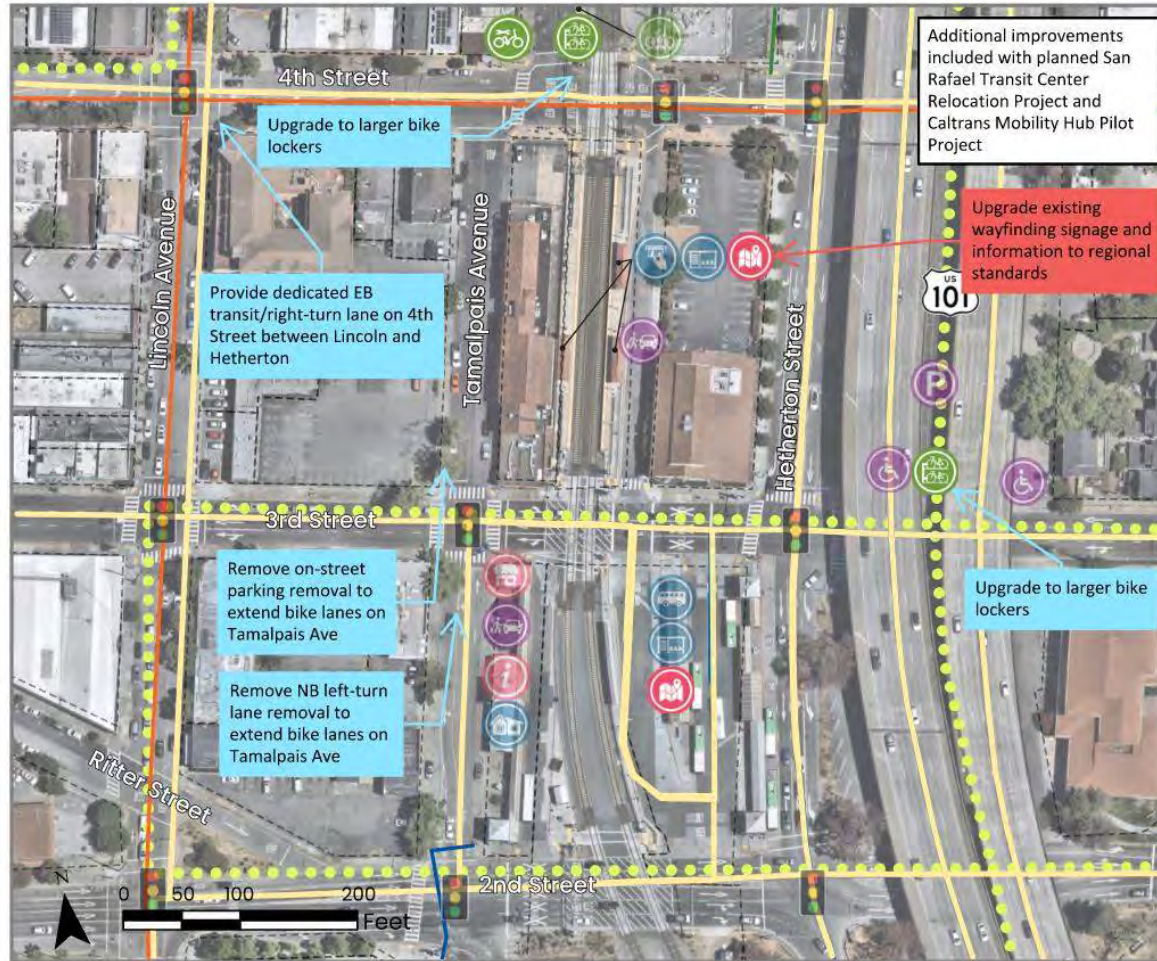 4th Street
Additional improvements
included with planned San
Rafael Transit Center
Relocation Project and
Caltrans Mobility Hub Pilot
Project
Upgrade to larger bike
lockers
Lincoln Avenue
Tamalpais Avenue
Upgrade existing
wayfinding signage and
information to regional
standards
US
101
Provide dedicated EB
transit/right-turn lane on 4th
Street between Lincoln and
Hetherton
Hetherton Street
P
3rd Street
Remove on-street
parking removal to
extend bike lanes on
Tamalpais Ave
Upgrade to larger bike
lockers
i
Remove NB left-turn
lane removal to
extend bike lanes on
Tamalpais Ave
Ritter Street
2nd Street
N
0 50 100 200
Feet